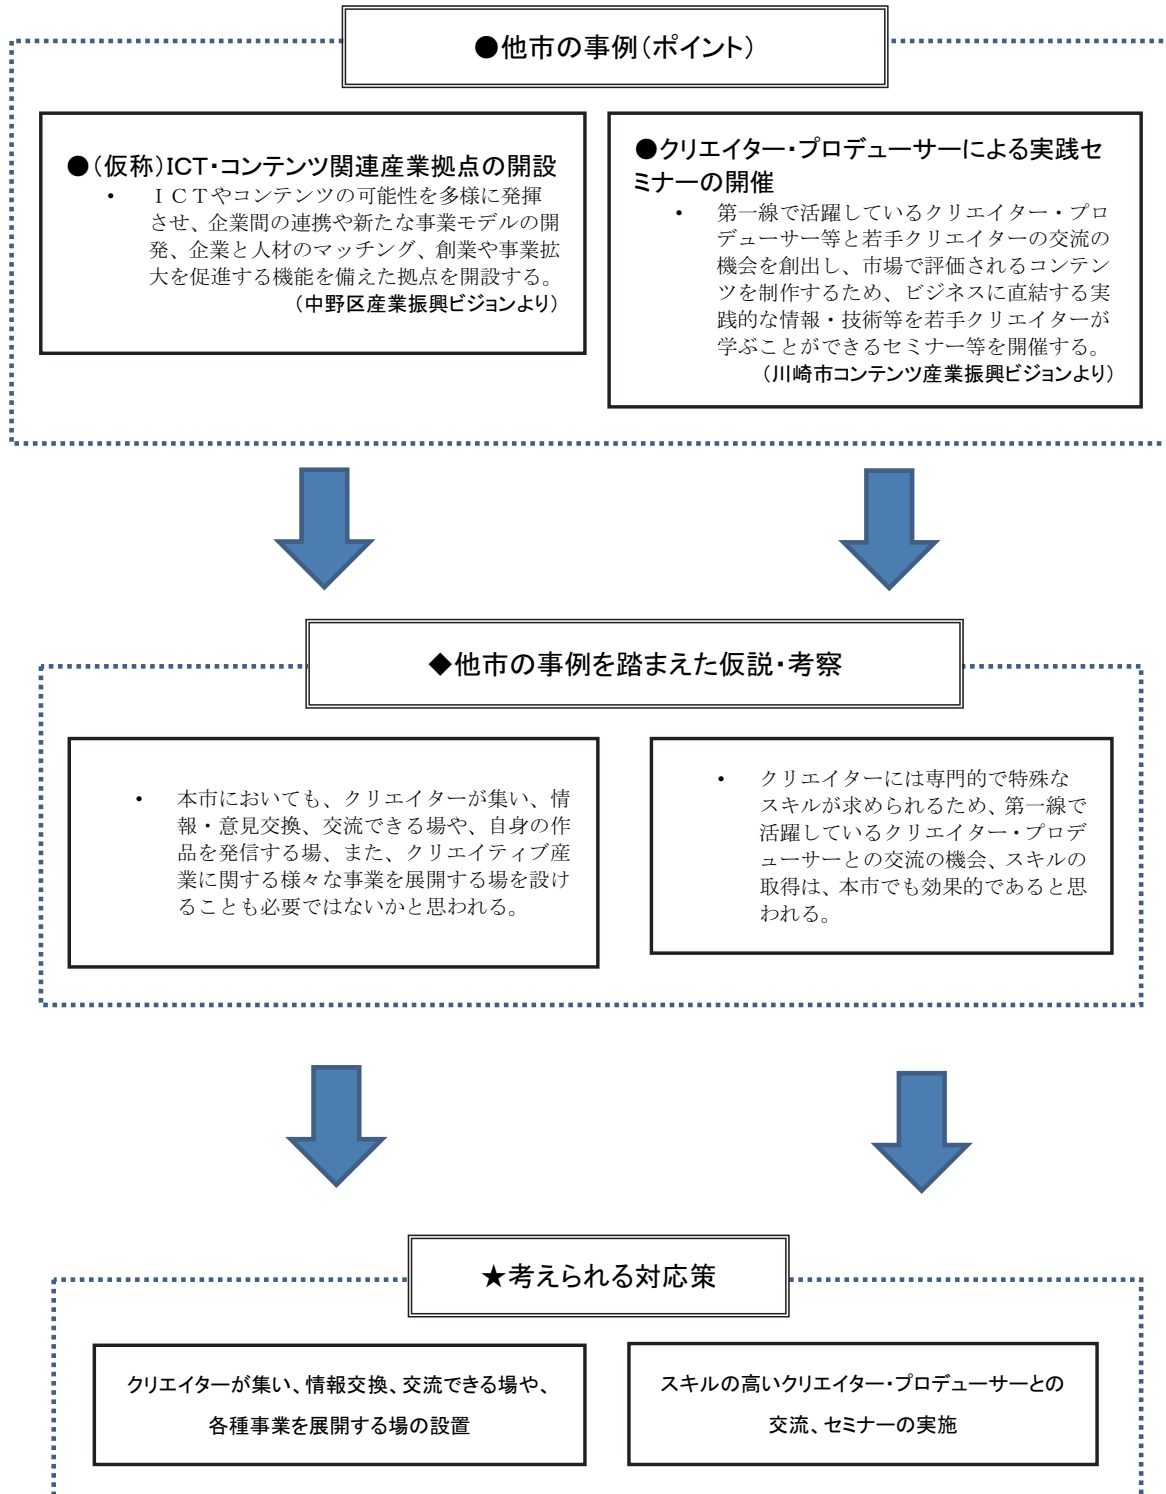 ●他市の事例(ポイント)
●(仮称)ICT・コンテンツ関連産業拠点の開設
• ICTやコンテンツの可能性を多様に発揮
させ、企業間の連携や新たな事業モデルの開
発、企業と人材のマッチング、創業や事業拡
大を促進する機能を備えた拠点を開設する。
(中野区産業振興ビジョンより)
●クリエイター・プロデューサーによる実践セ
ミナーの開催
• 第一線で活躍しているクリエイター・プロ
デューサー等と若手クリエイターの交流の
機会を創出し、市場で評価されるコンテン
ツを制作するため、ビジネスに直結する実
践的な情報・技術等を若手クリエイターが
学ぶことができるセミナー等を開催する。
(川崎市コンテンツ産業振興ビジョンより)
◆他市の事例を踏まえた仮説・考察
• 本市においても、クリエイターが集い、情
報・意見交換、交流できる場や、自身の作
品を発信する場、また、クリエイティブ産
業に関する様々な事業を展開する場を設け
ることも必要ではないかと思われる。
• クリエイターには専門的で特殊な
スキルが求められるため、第一線で
活躍しているクリエイター・プロデ
ューサーとの交流の機会、スキルの
取得は、本市でも効果的であると思
われる。
★考えられる対応策
クリエイターが集い、情報交換、交流できる場や、
各種事業を展開する場の設置
スキルの高いクリエイター・プロデューサーとの
交流、セミナーの実施